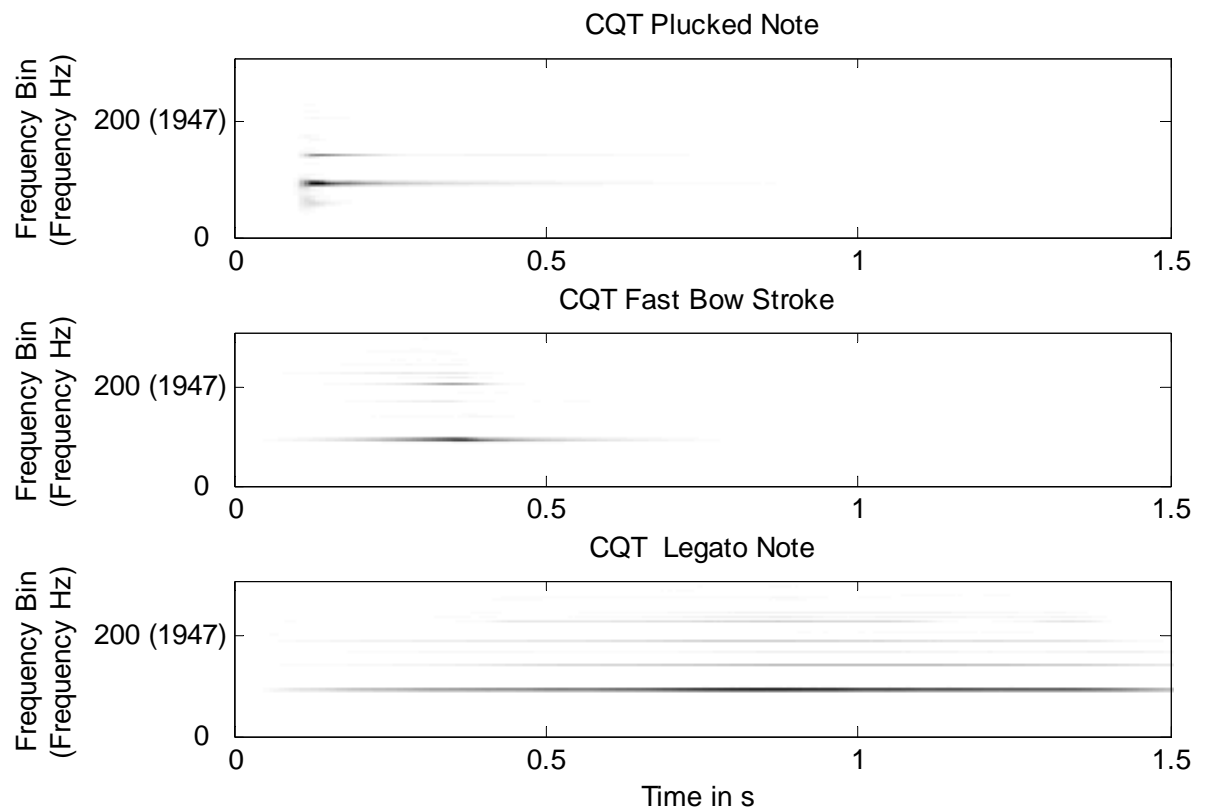 CQT Plucked Note
Frequency Bin
(Frequency Hz)
200 (1947)
0
0 0.5 1 1.5
CQT Fast Bow Stroke
Frequency Bin
(Frequency Hz)
200 (1947)
0
0 0.5 1 1.5
CQT Legato Note
Frequency Bin
(Frequency Hz)
200 (1947)
0
0 0.5 1 1.5
Time in s